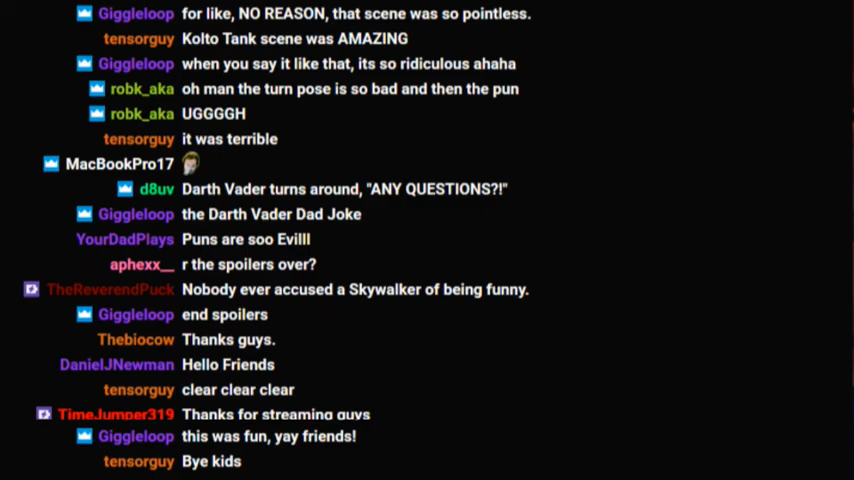 Giggleloop for like, NO REASON, that scene was so pointless.
tensorguy Kolto Tank scene was AMAZING
Giggleloop when you say it like that, its so ridiculous ahaha
robk_aka oh man the turn pose is so bad and then the pun
robk_aka UGGGGH
tensorguy it was terrible
MacBookPro17
d8uv Darth Vader turns around, "ANY QUESTIONS?!"
Giggleloop the Darth Vader Dad Joke
YourDadPlays Puns are soo Evilll
aphexx__ r the spoilers over?
TheReverendPuck Nobody ever accused a Skywalker of being funny.
Giggleloop end spoilers
Thebiocow Thanks guys.
DanielJNewman Hello Friends
tensorguy clear clear clear
TimeJumper319 Thanks for streaming guys
Giggleloop this was fun, yay friends!
tensorguy Bye kids